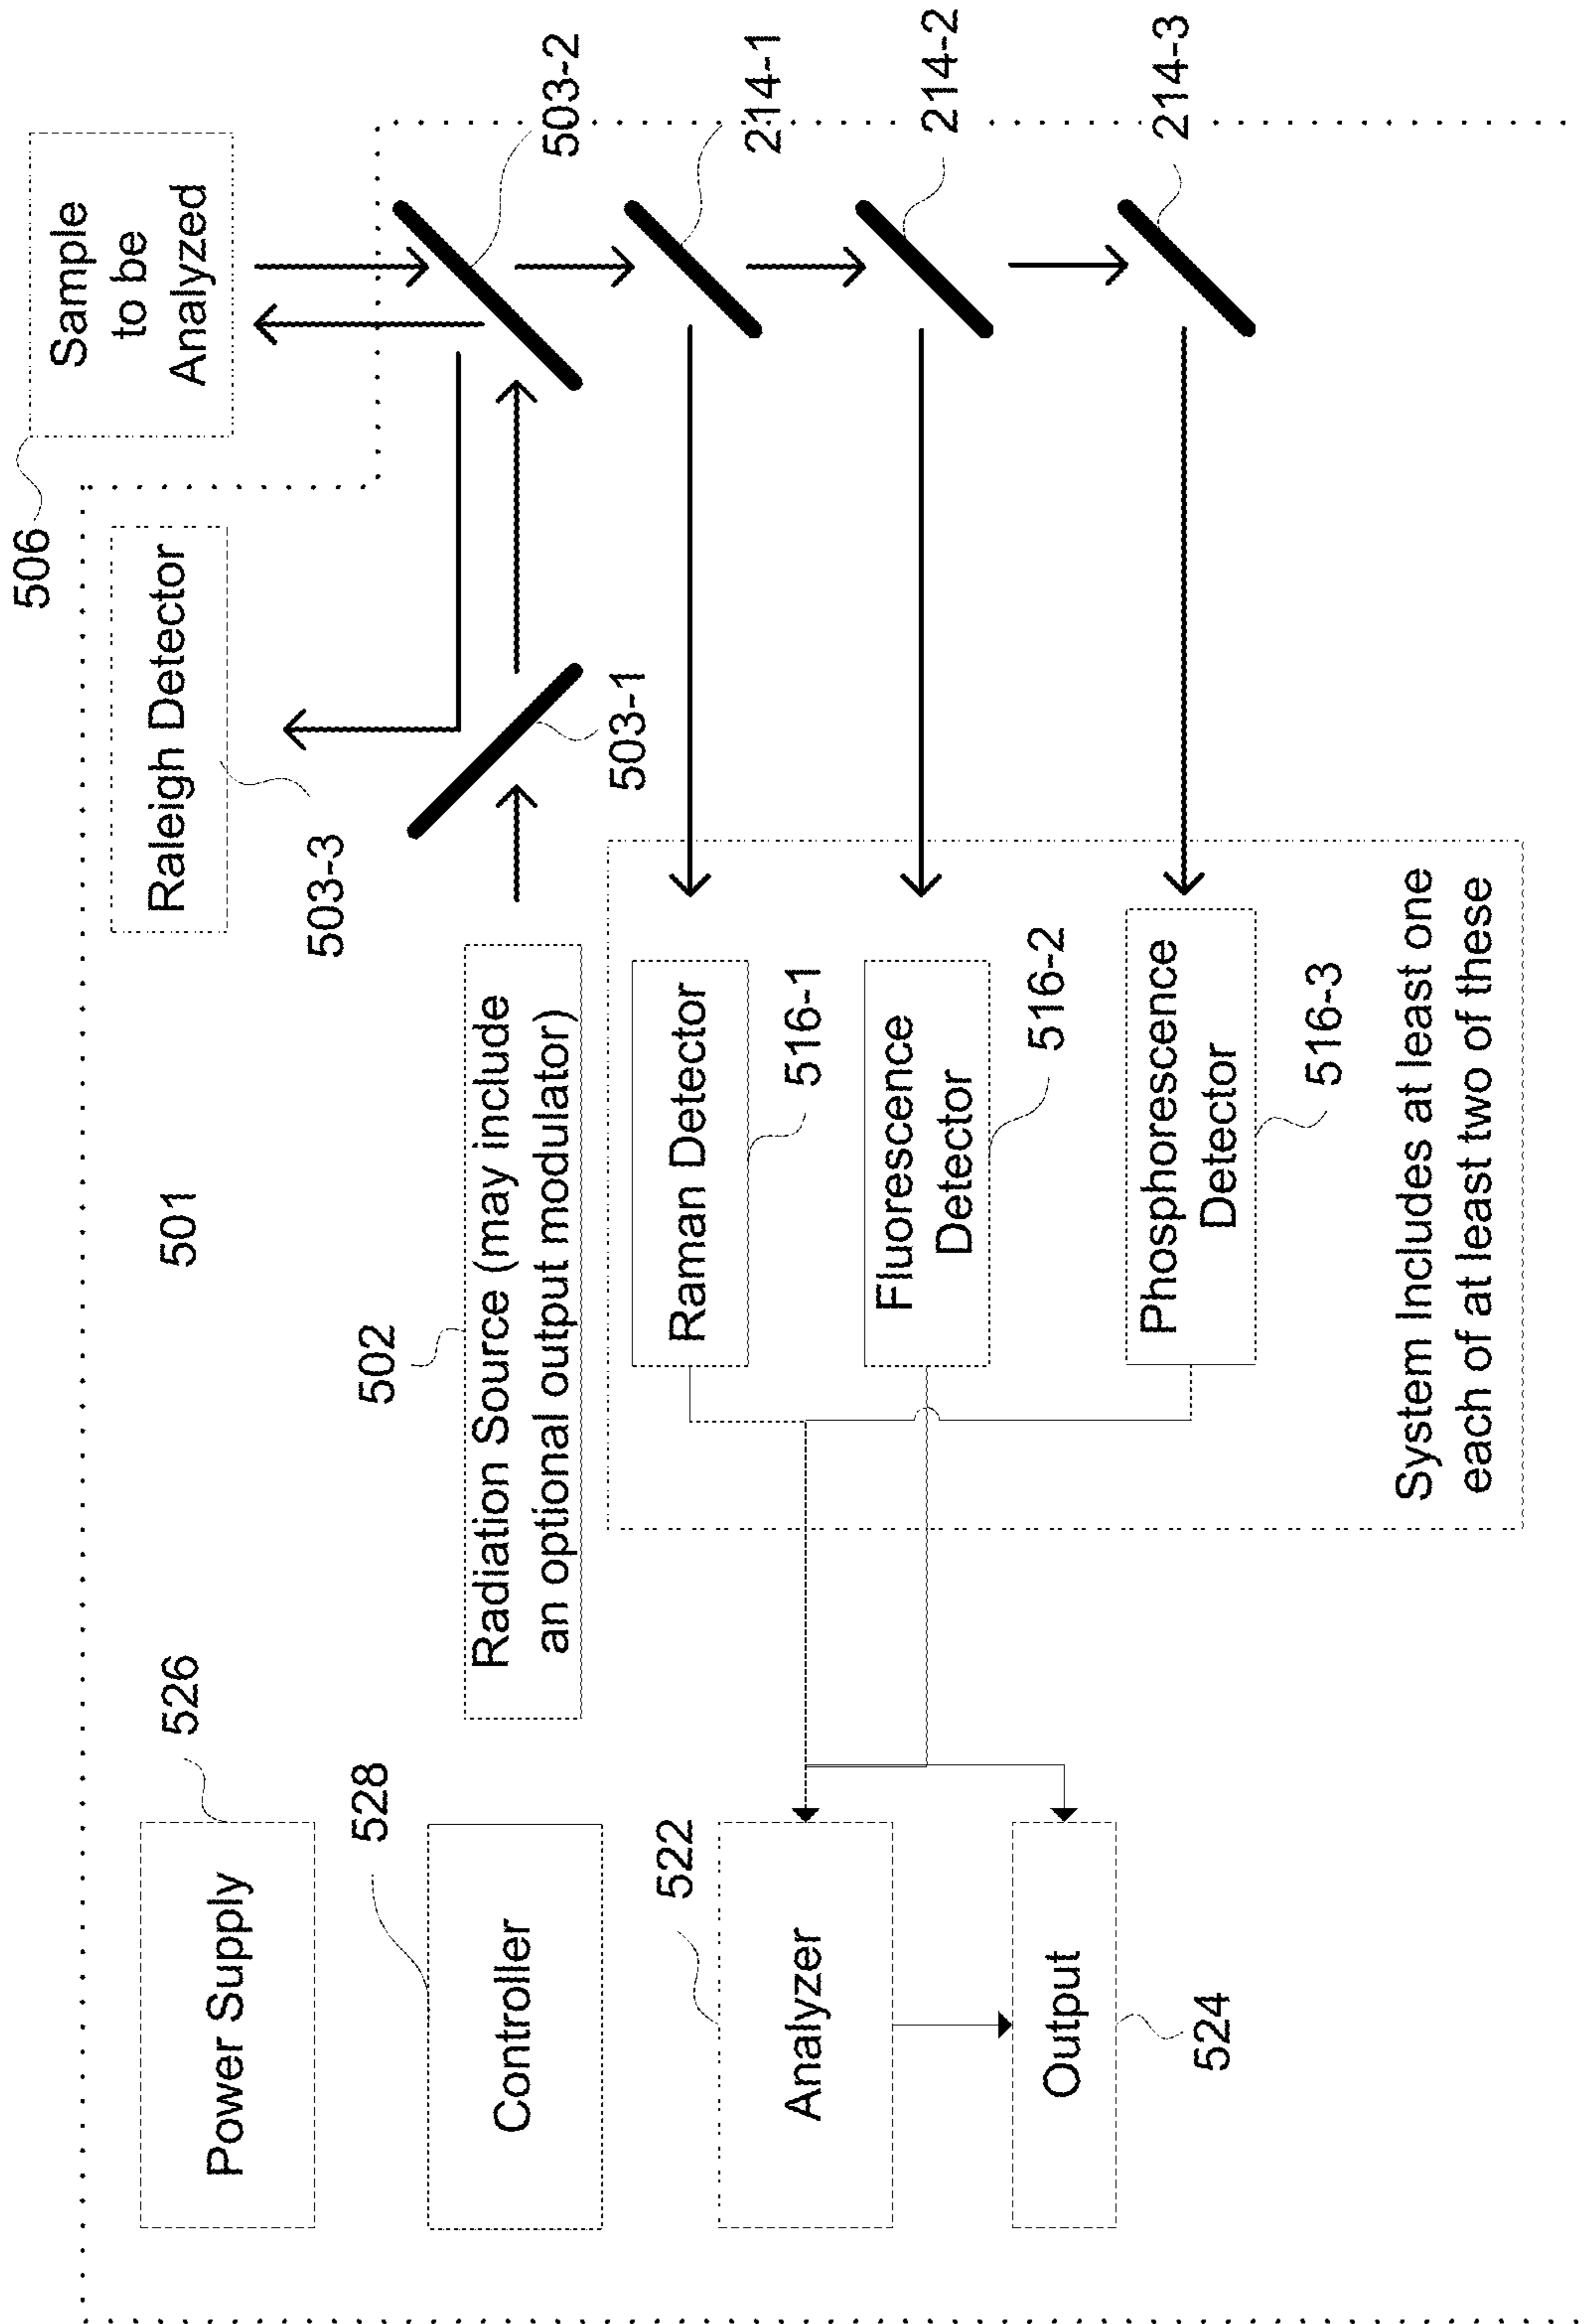 506
Sample
to be
Analyzed
Raleigh Detector
503-3
503-2
503-1
214-1
214-2
214-3
501
526
Power Supply
502
Radiation Source (may include
an optional output modulator)
528
Controller
Raman Detector
516-1
522
Analyzer
Fluorescence
Detector
516-2
Output
524
Phosphorescence
Detector
516-3
System Includes at least one
each of at least two of these